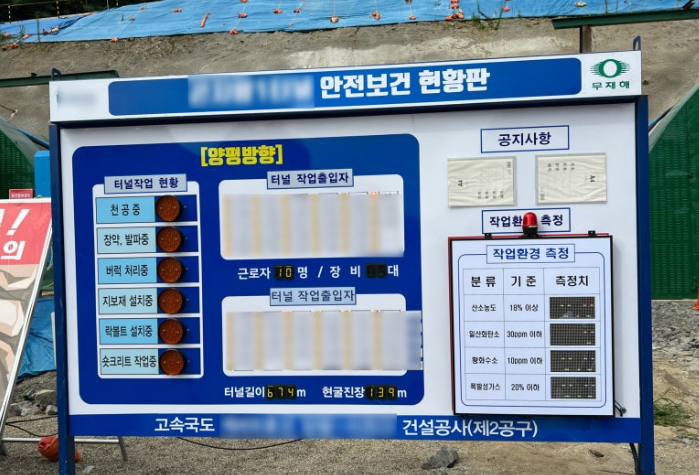 안전보건 현황판
무재해
[양평방향]
터널작업 현황
천공중
장약, 발파중
버럭 처리중
지보재 설치중
락볼트 설치중
숏크리트 작업중
터널 작업출입자
근로자 10 명 / 장 비 대
터널 작업출입자
터널길이 674 m 현굴진장 139 m
공지사항
작업환경 측정
작업환경 측정
분 류 기 준 측정치
산소농도 18% 이상
일산화탄소 30ppm 이하
황화수소 10ppm 이하
폭발성가스 20% 이하
고속국도 건설공사(제2공구)
의